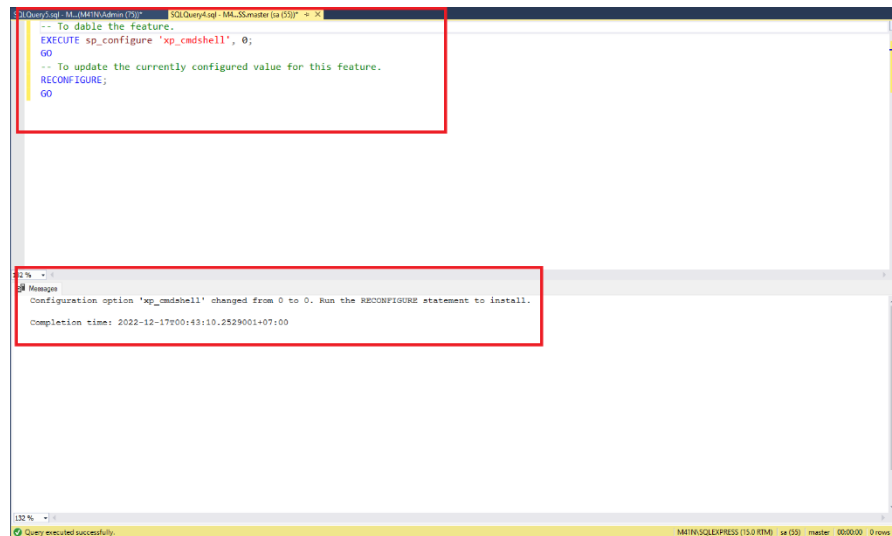 SQLQuery5.sql - M...(M41N\Admin (75))* SQLQuery4.sql - M4...SS.master (sa (55))*
-- To dable the feature.
EXECUTE sp_configure 'xp_cmdshell', 0;
GO
-- To update the currently configured value for this feature.
RECONFIGURE;
GO
132 %
Messages
Configuration option 'xp_cmdshell' changed from 0 to 0. Run the RECONFIGURE statement to install.
Completion time: 2022-12-17T00:43:10.2529001+07:00
132 %
Query executed successfully. M41N\SQLEXPRESS (15.0 RTM) sa (55) master 00:00:00 0 rows